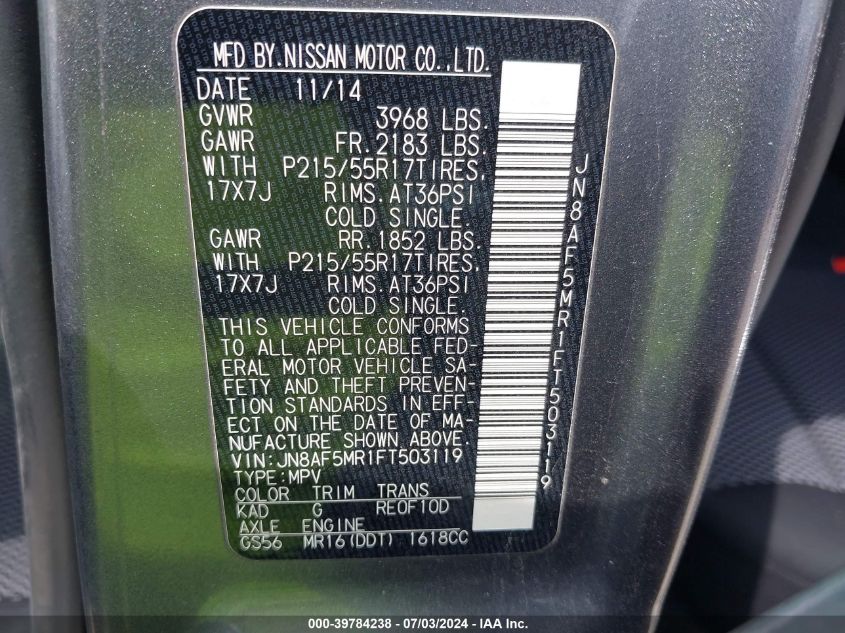 MFD BY.NISSAN MOTOR CO.,LTD.
DATE 11/14
GVWR 3968 LBS.
GAWR FR.2183 LBS.
WITH P215/55R17TIRES,
17X7J RIMS.AT36PSI
COLD SINGLE.
GAWR RR.1852 LBS.
WITH P215/55R17TIRES,
17X7J RIMS.AT36PSI
COLD SINGLE.
THIS VEHICLE CONFORMS
TO ALL APPLICABLE FED-
ERAL MOTOR VEHICLE SA-
FETY AND THEFT PREVEN-
TION STANDARDS IN EFF-
ECT ON THE DATE OF MA-
NUFACTURE SHOWN ABOVE.
VIN:JN8AF5MR1FT503119
TYPE:MPV
COLOR TRIM TRANS
KAD G RE0F10D
AXLE ENGINE
GS56 MR16(DDT) 1618CC
JN8AF5MR1FT503119
000-39784238 - 07/03/2024 - IAA Inc.